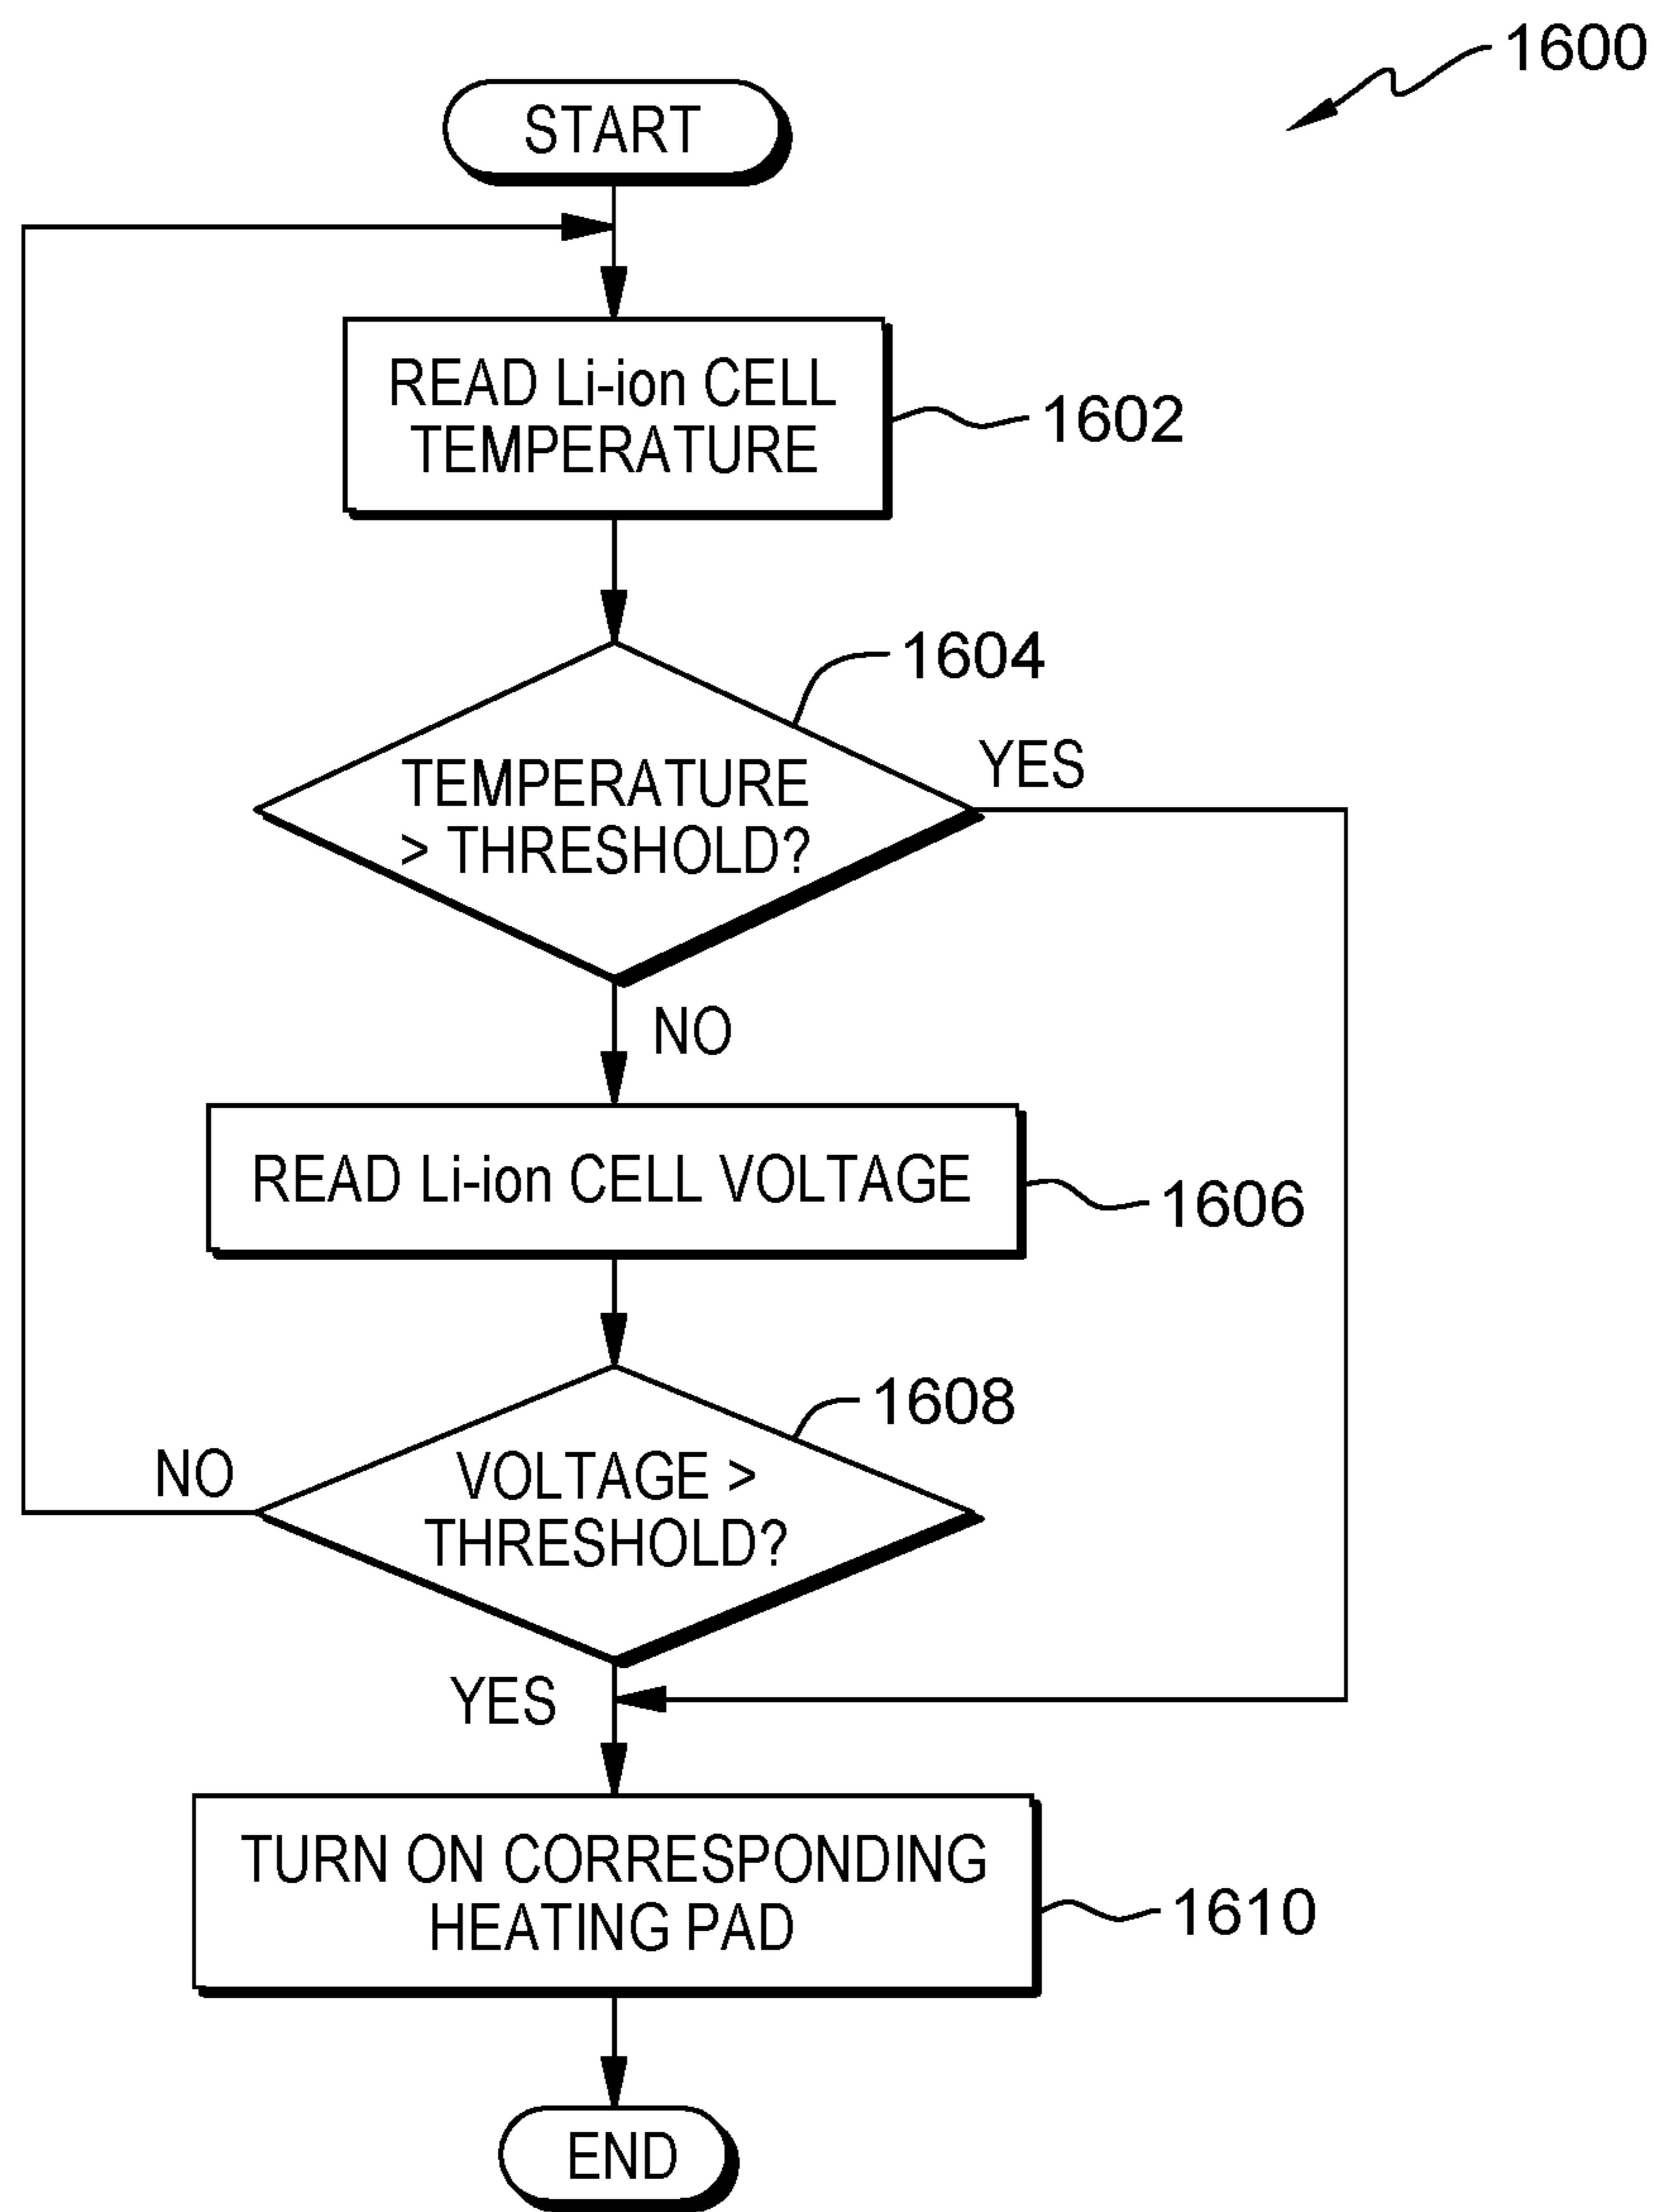 1600
START
READ Li-ion CELL
TEMPERATURE
1602
1604
TEMPERATURE
> THRESHOLD?
YES
NO
READ Li-ion CELL VOLTAGE
1606
1608
NO
VOLTAGE >
THRESHOLD?
YES
TURN ON CORRESPONDING
HEATING PAD
1610
END